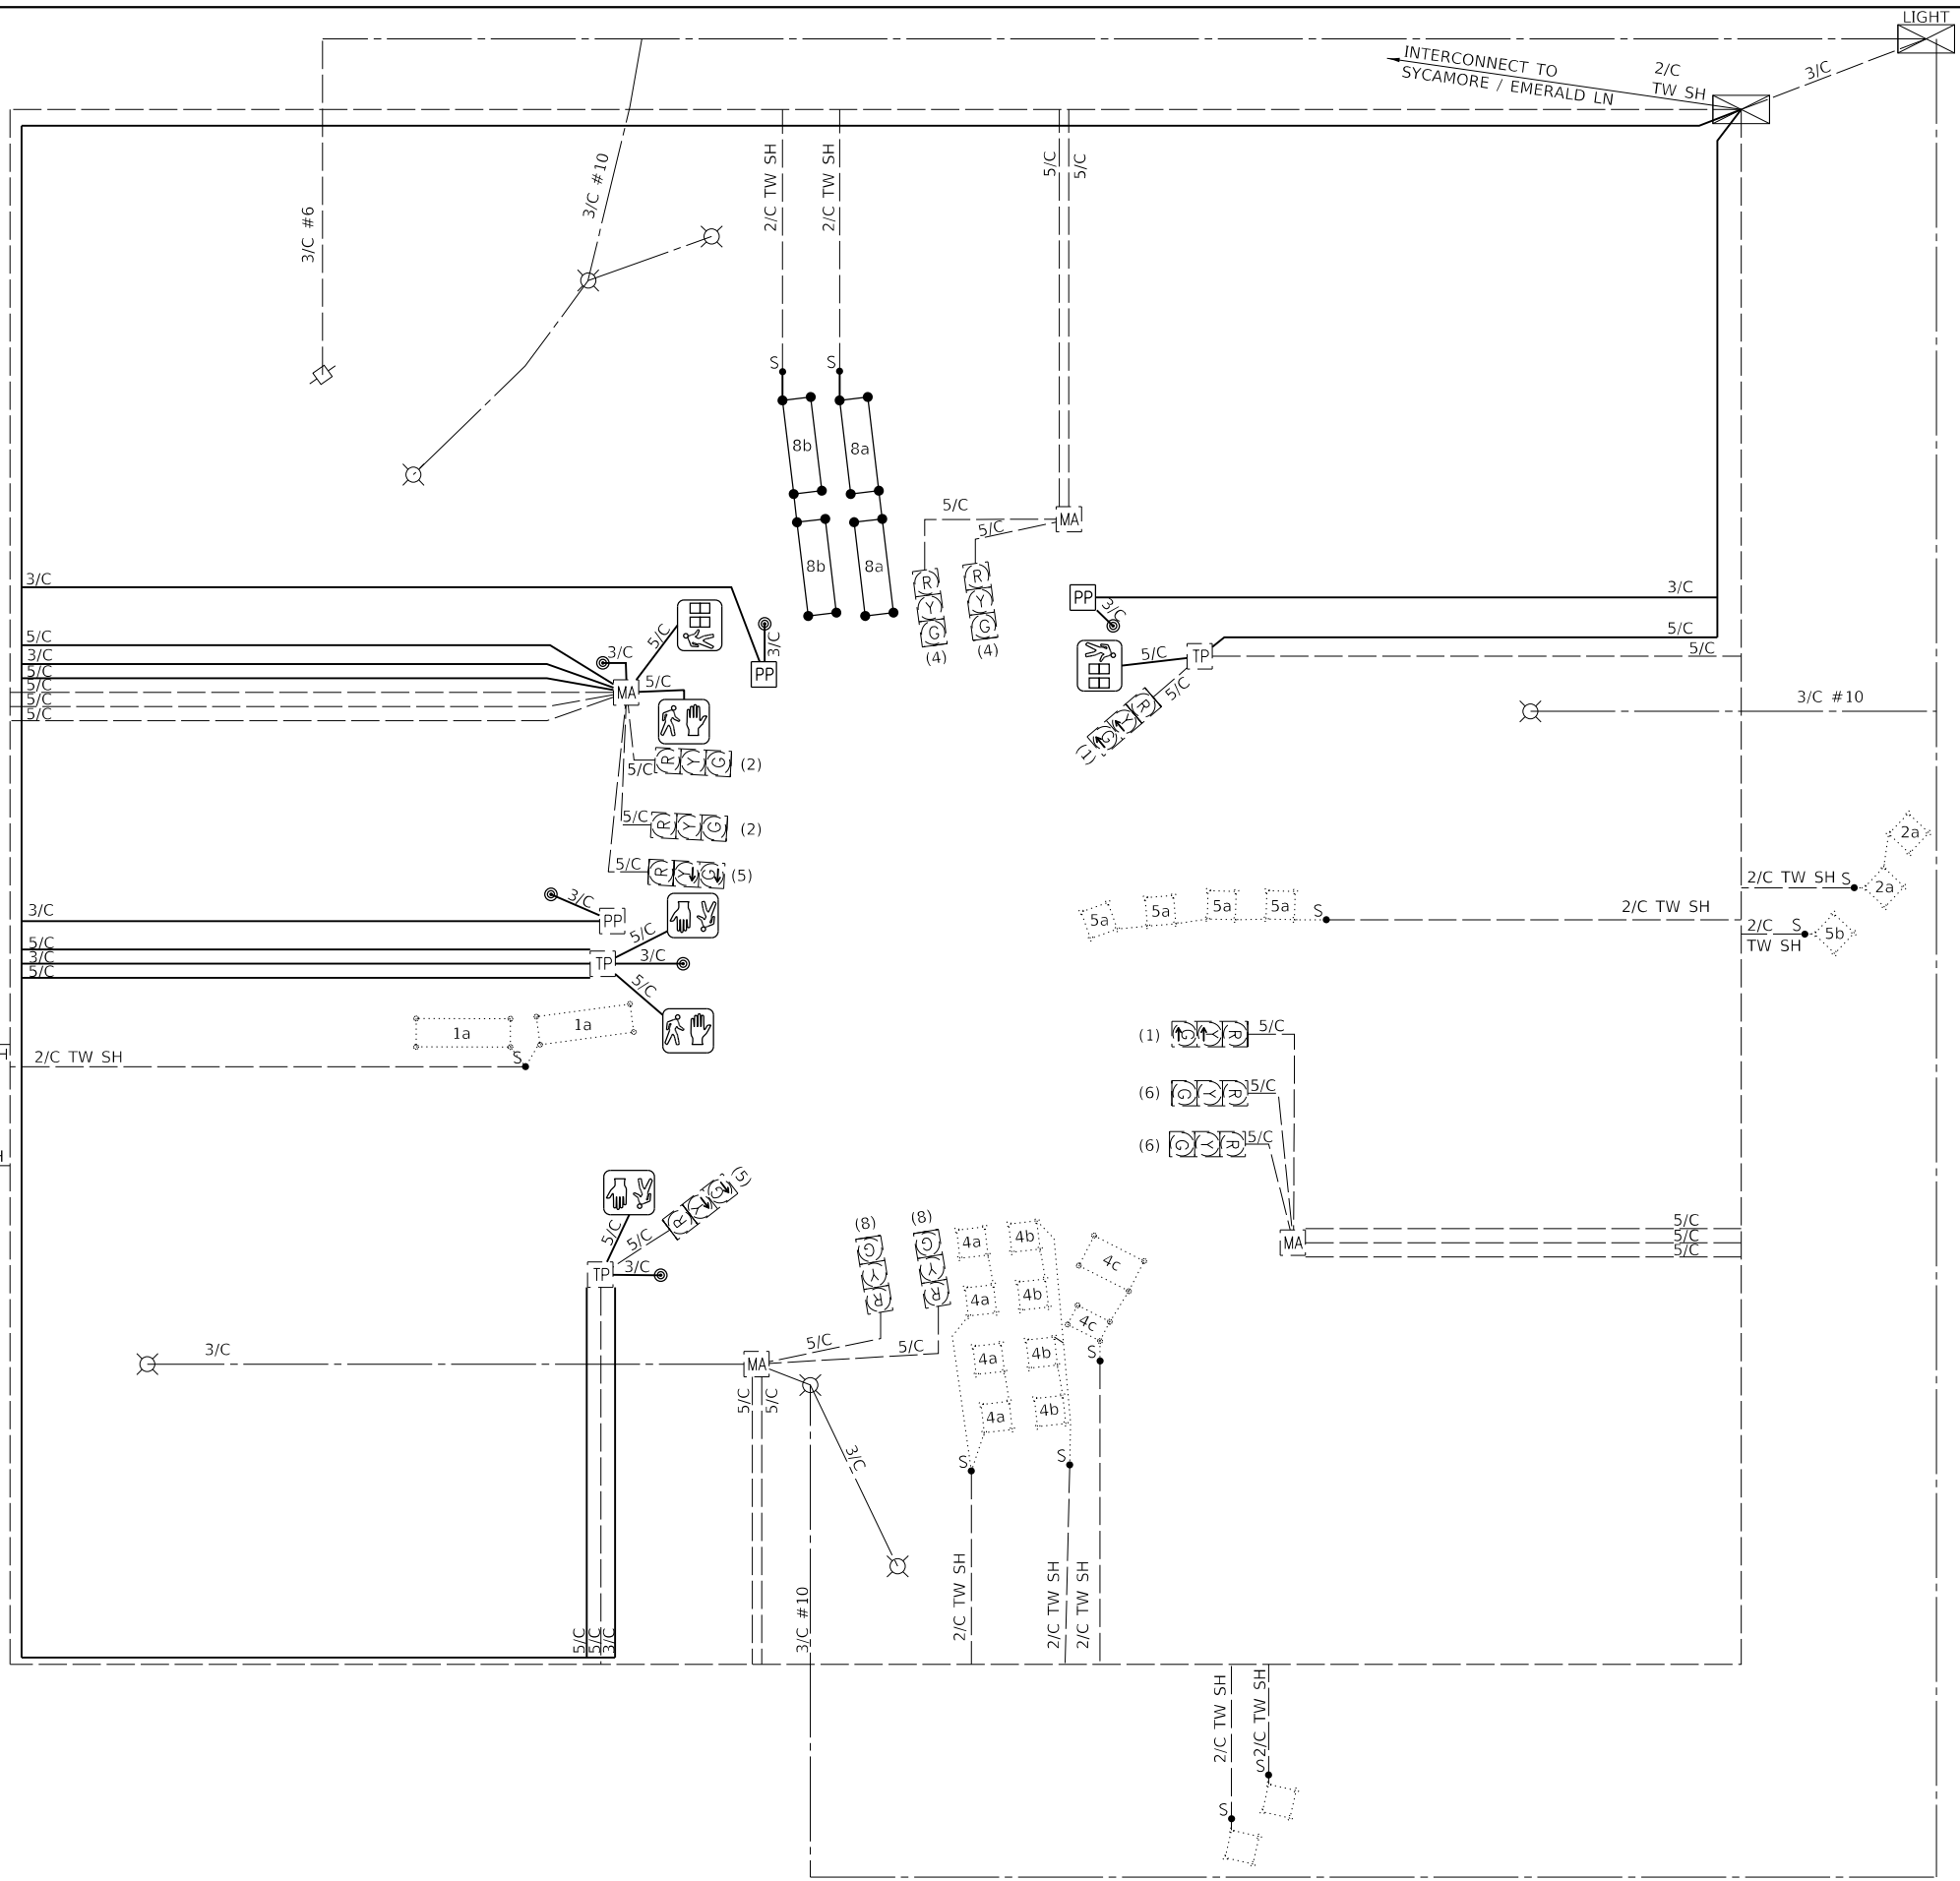 LIGHT
INTERCONNECT TO
SYCAMORE / EMERALD LN
2/C
TW SH
3/C
3/C #6
3/C #10
2/C TW SH
2/C TW SH
5/C
5/C
S
S
8b
8a
8b
8a
5/C
5/C
MA
R
Y
G
(4)
R
Y
G
(4)
3/C
5/C
3/C
5/C
5/C
5/C
5/C
3/C
5/C
MA
5/C
3/C
PP
5/C
R Y G (2)
5/C
R Y G (2)
5/C
R Y G (5)
PP
3/C
3/C
5/C
5/C
TP
5/C
5/C
R
Y
G
(1)
3/C #10
3/C
3/C
PP
5/C
5/C
3/C
5/C
TP
3/C
5/C
1a
1a
2/C TW SH
S
5a
5a
5a
5a
S
2/C TW SH
2/C TW SH S
2a
2a
2/C S
TW SH
5b
(1) G Y R 5/C
(6) G Y R 5/C
(6) G Y R 5/C
MA
5/C
5/C
5/C
5/C
5/C
R
Y
G
(5)
TP
3/C
5/C
5/C
3/C
3/C
MA
5/C
5/C
5/C
5/C
(8)
G
Y
R
(8)
G
Y
R
4a
4b
4a
4b
4a
4b
4a
4b
4c
4c
S
S
S
3/C
3/C #10
2/C TW SH
2/C TW SH
2/C TW SH
2/C TW SH
2/C TW SH
S
S